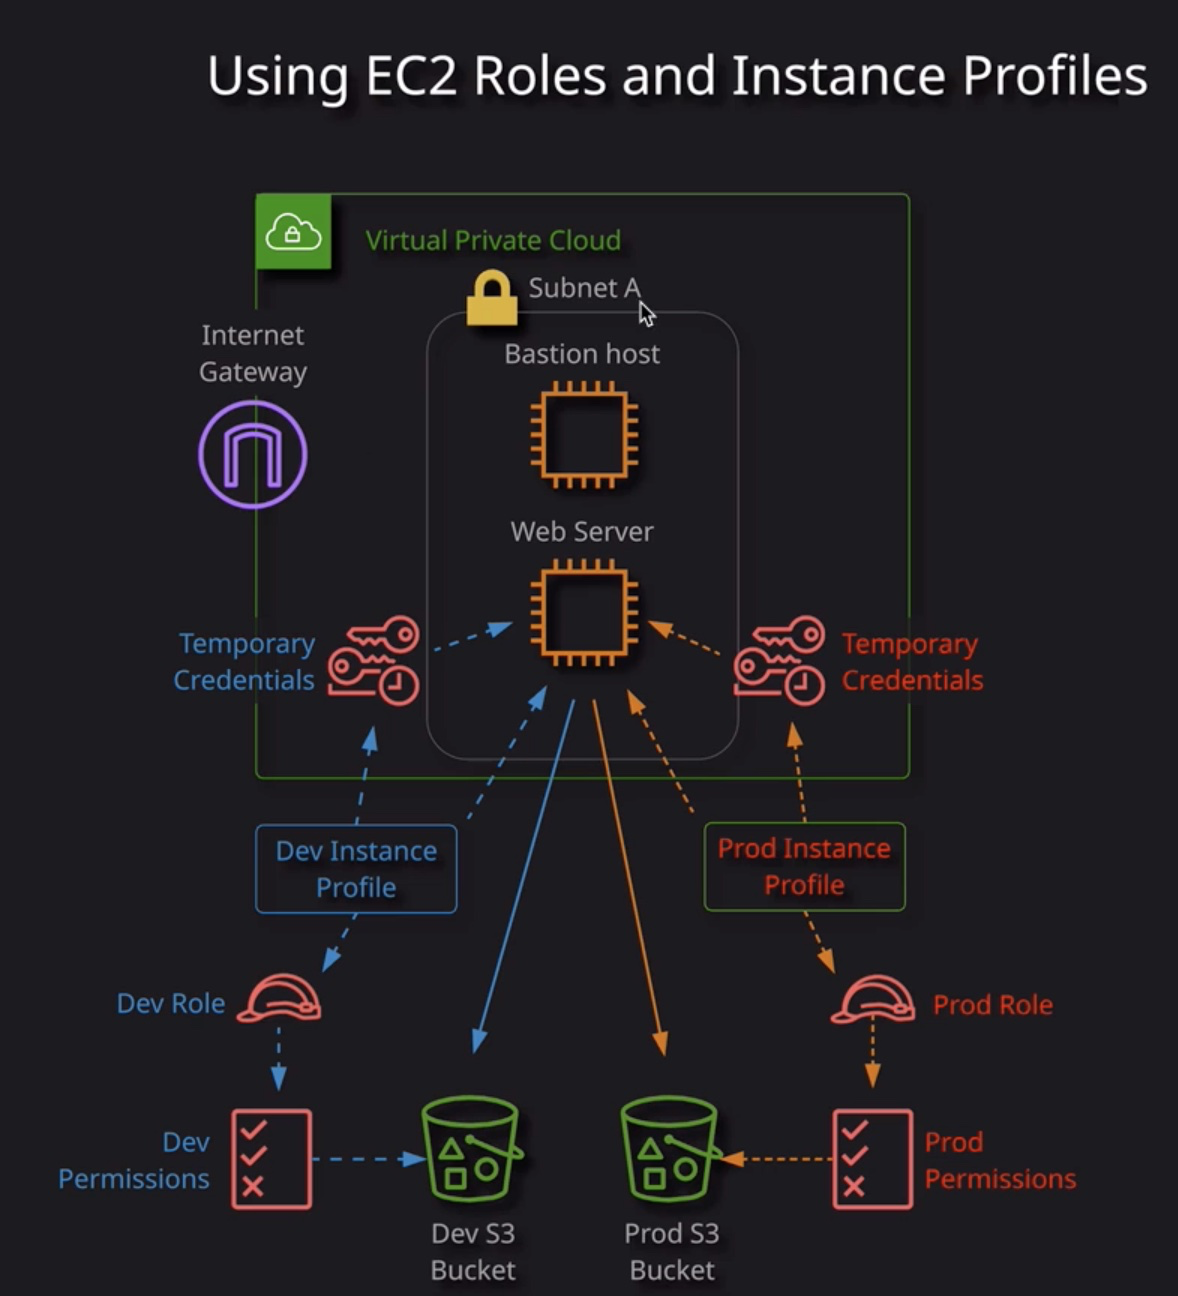 Using EC2 Roles and Instance Profiles
Virtual Private Cloud
Subnet A
Internet
Gateway
Bastion host
Web Server
Temporary
Credentials
Temporary
Credentials
Dev Instance
Profile
Prod Instance
Profile
Dev Role
Prod Role
Dev
Permissions
Prod
Permissions
Dev S3
Bucket
Prod S3
Bucket